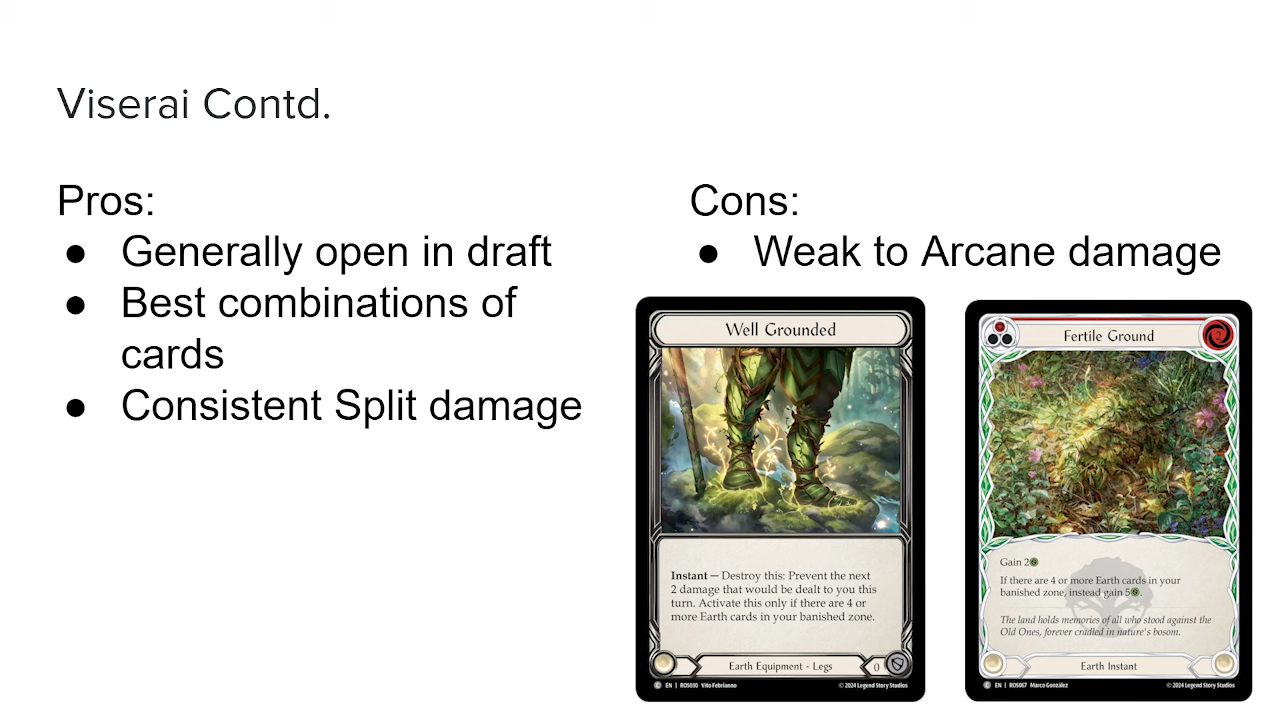 Viserai Contd.
Pros:
● Generally open in draft
● Best combinations of
cards
● Consistent Split damage
Cons:
● Weak to Arcane damage
Well Grounded
Instant — Destroy this: Prevent the next
2 damage that would be dealt to you this
turn. Activate this only if there are 4 or
more Earth cards in your banished zone.
Earth Equipment - Legs
0
C EN | ROS030 Vito Febrianno
© 2024 Legend Story Studios
Fertile Ground
2
Gain 2
If there are 4 or more Earth cards in your
banished zone, instead gain 5.
The land holds memories of all who stood against the
Old Ones, forever cradled in nature's bosom.
Earth Instant
C EN | ROS067 Marco González
© 2024 Legend Story Studios